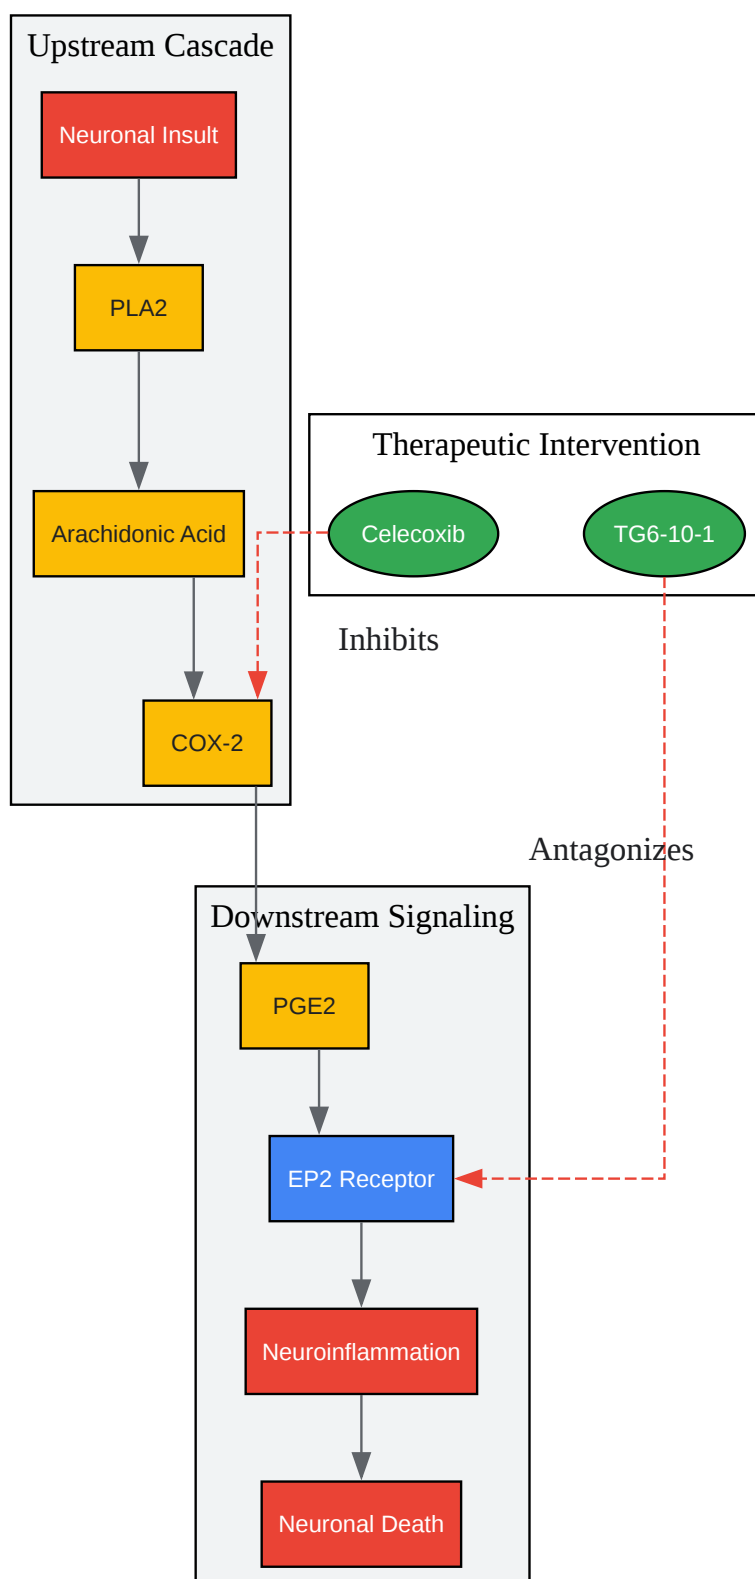 Upstream Cascade
Neuronal Insult
PLA2
Therapeutic Intervention
Arachidonic Acid
Celecoxib
TG6-10-1
Inhibits
COX-2
Antagonizes
Downstream Signaling
PGE2
EP2 Receptor
Neuroinflammation
Neuronal Death